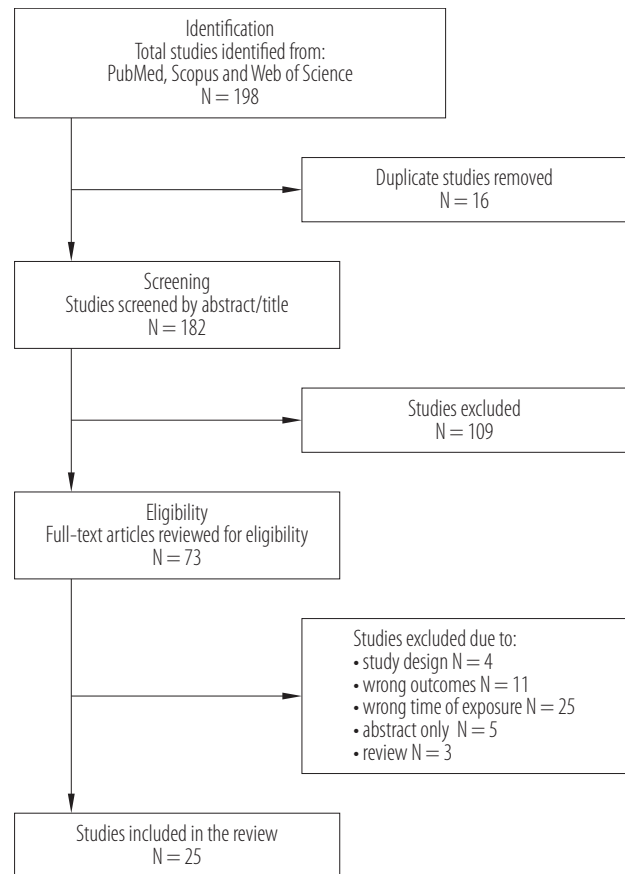 Identification
Total studies identified from:
PubMed, Scopus and Web of Science
N = 198
Duplicate studies removed
N = 16
Screening
Studies screened by abstract/title
N = 182
Studies excluded
N = 109
Eligibility
Full-text articles reviewed for eligibility
N = 73
Studies excluded due to:
• study design N = 4
• wrong outcomes N = 11
• wrong time of exposure N = 25
• abstract only N = 5
• review N = 3
Studies included in the review
N = 25